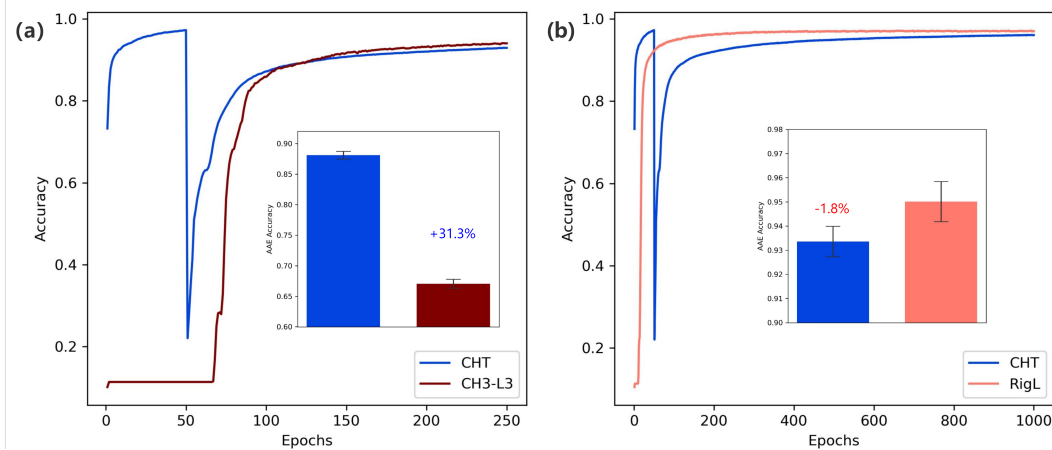 (a)
1.0
0.8
0.6
0.4
0.2
Accuracy
0.90
0.85
0.80
0.75
0.70
0.65
0.60
AAE Accuracy
+31.3%
CHT
CH3-L3
0 50 100 150 200 250
Epochs
(b)
1.0
0.8
0.6
0.4
0.2
Accuracy
0.98
0.97
0.96
0.95
0.94
0.93
0.92
0.91
0.90
AAE Accuracy
-1.8%
CHT
RigL
0 200 400 600 800 1000
Epochs